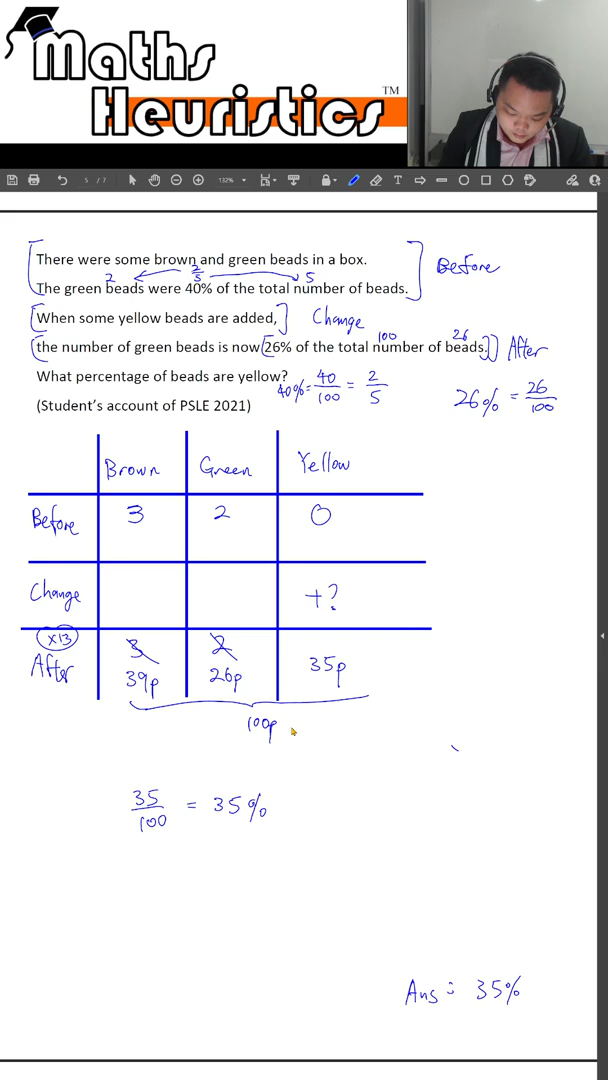 Maths
Heuristics TM
5 / 7
132%
T
There were some brown and green beads in a box.
2
2/5
5
Before
The green beads were 40% of the total number of beads.
When some yellow beads are added,
Change
100
26
the number of green beads is now 26% of the total number of beads.
After
What percentage of beads are yellow?
40% = 40/100 = 2/5
26% = 26/100
(Student's account of PSLE 2021)
Brown Green Yellow
Before 3 2 0
Change +?
x13
After 3 2
39p 26p 35p
100p
35/100 = 35%
Ans : 35%